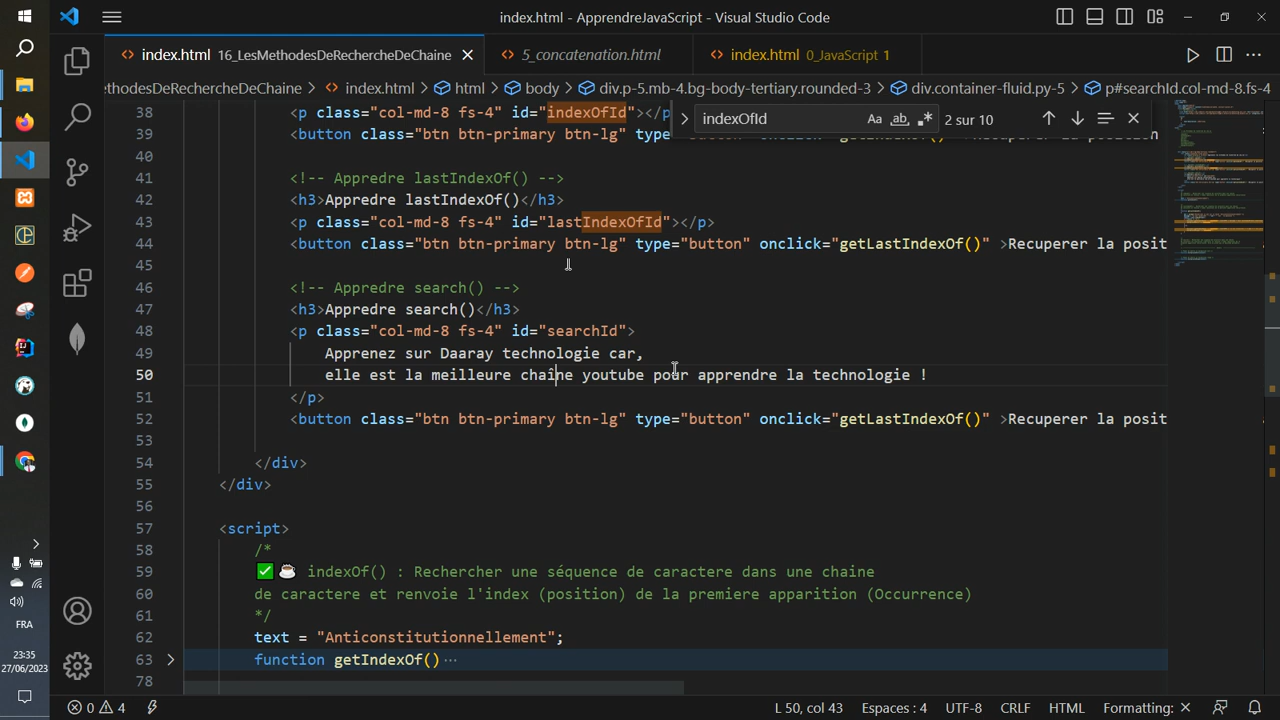 index.html - ApprendreJavaScript - Visual Studio Code
index.html 16_LesMethodesDeRechercheDeChaine
5_concatenation.html
index.html 0_JavaScript 1
ethodesDeRechercheDeChaine > index.html > html > body > div.p-5.mb-4.bg-body-tertiary.rounded-3 > div.container-fluid.py-5 > p#searchId.col-md-8.fs-4
indexOfId Aa ab 2 sur 10
38 <p class="col-md-8 fs-4" id="indexOfId"></p
39 <button class="btn btn-primary btn-lg" type
40
41 <!-- Appredre lastIndexOf() -->
42 <h3>Appredre lastIndexOf()</h3>
43 <p class="col-md-8 fs-4" id="lastIndexOfId"></p>
44 <button class="btn btn-primary btn-lg" type="button" onclick="getLastIndexOf()" >Recuperer la posit
45
46 <!-- Appredre search() -->
47 <h3>Appredre search()</h3>
48 <p class="col-md-8 fs-4" id="searchId">
49 Apprenez sur Daaray technologie car,
50 elle est la meilleure chaine youtube pour apprendre la technologie !
51 </p>
52 <button class="btn btn-primary btn-lg" type="button" onclick="getLastIndexOf()" >Recuperer la posit
53
54 </div>
55 </div>
56
57 <script>
58 /*
59 ✅ ☕ indexOf() : Rechercher une séquence de caractere dans une chaine
60 de caractere et renvoie l'index (position) de la premiere apparition (Occurrence)
61 */
62 text = "Anticonstitutionnellement";
63 function getIndexOf() ···
78
FRA
23:35
27/06/2023
0 4
L 50, col 43 Espaces : 4 UTF-8 CRLF HTML Formatting: ×